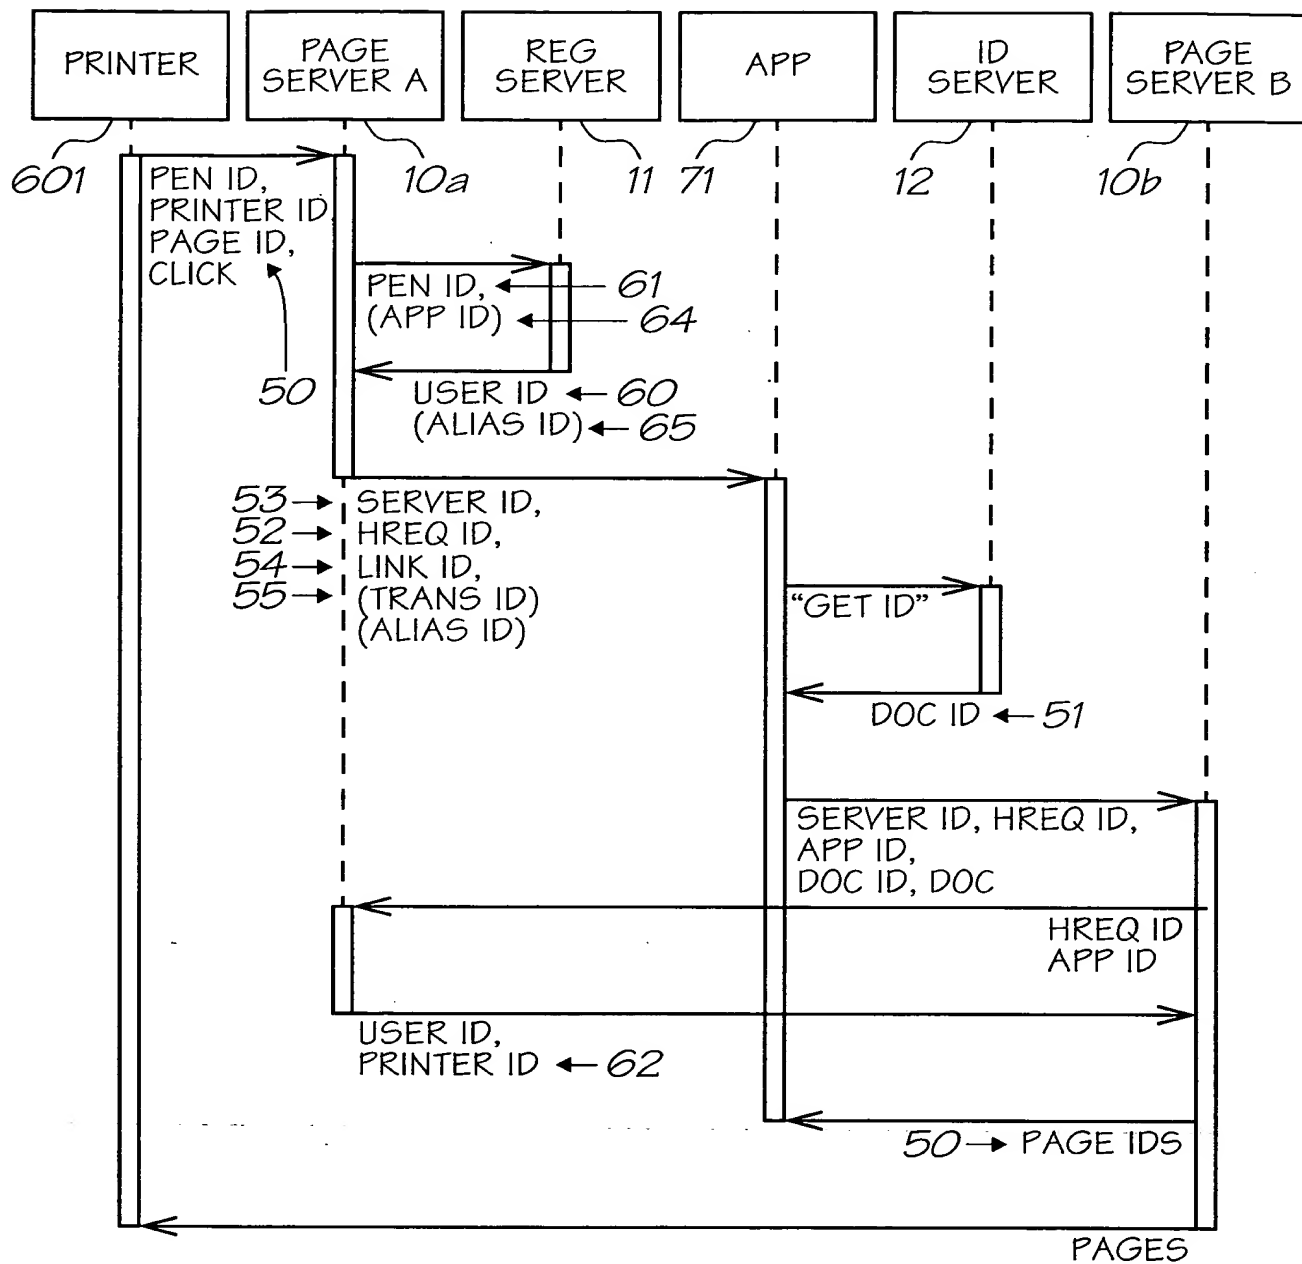 PRINTER
PAGE
SERVER A
REG
SERVER
APP
ID
SERVER
PAGE
SERVER B
601
10a
11
71
12
10b
PEN ID,
PRINTER ID
PAGE ID,
CLICK
50
PEN ID,
61
(APP ID)
64
USER ID
60
(ALIAS ID)
65
53
SERVER ID,
52
HREQ ID,
54
LINK ID,
55
(TRANS ID)
(ALIAS ID)
"GET ID"
DOC ID
51
SERVER ID, HREQ ID,
APP ID,
DOC ID, DOC
HREQ ID
APP ID
USER ID,
PRINTER ID
62
50
PAGE IDS
PAGES